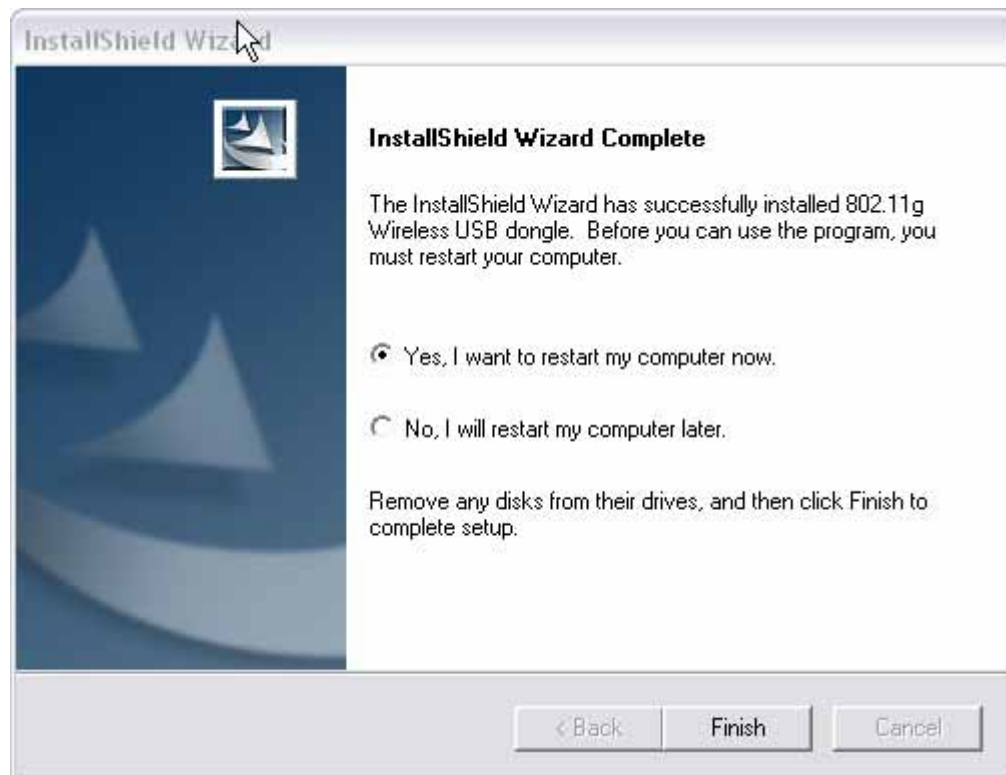 InstallShield Wizard
InstallShield Wizard Complete
The InstallShield Wizard has successfully installed 802.11g
Wireless USB dongle. Before you can use the program, you
must restart your computer.
Yes, I want to restart my computer now.
No, I will restart my computer later.
Remove any disks from their drives, and then click Finish to
complete setup.
< Back
Finish
Cancel